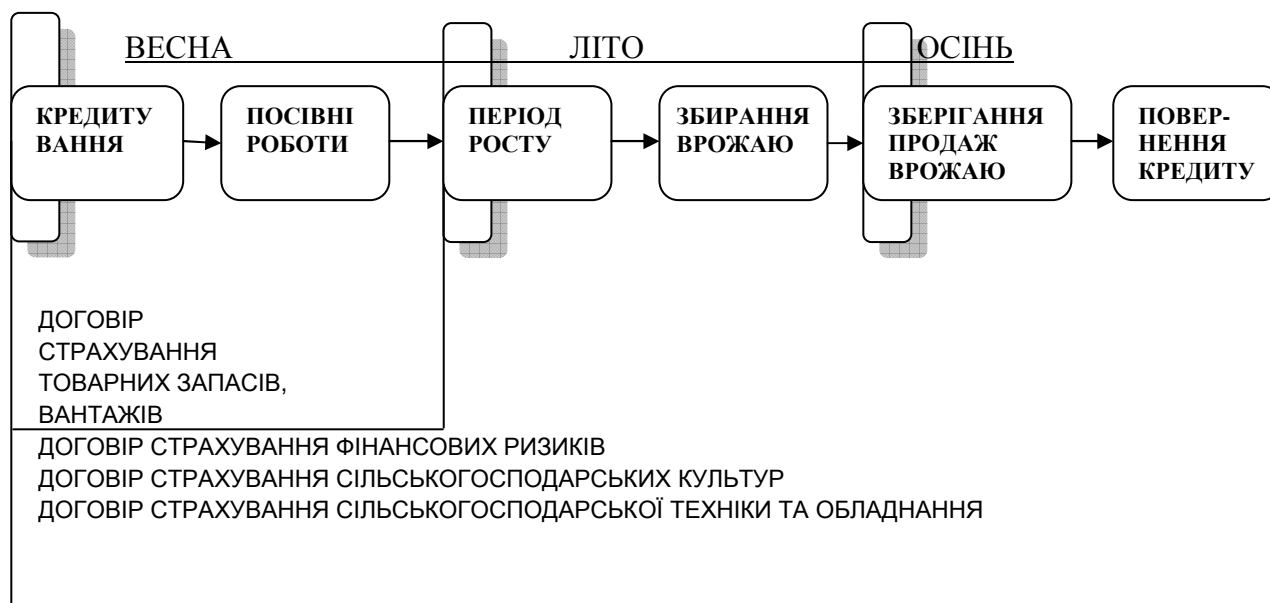 ВЕСНА ЛІТО ОСІНЬ
КРЕДИТУ
ВАННЯ
ПОСІВНІ
РОБОТИ
ПЕРІОД
РОСТУ
ЗБИРАННЯ
ВРОЖАЮ
ЗБЕРІГАННЯ
ПРОДАЖ
ВРОЖАЮ
ПОВЕР-
НЕННЯ
КРЕДИТУ
ДОГОВІР
СТРАХУВАННЯ
ТОВАРНИХ ЗАПАСІВ,
ВАНТАЖІВ
ДОГОВІР СТРАХУВАННЯ ФІНАНСОВИХ РИЗИКІВ
ДОГОВІР СТРАХУВАННЯ СІЛЬСЬКОГОСПОДАРСЬКИХ КУЛЬТУР
ДОГОВІР СТРАХУВАННЯ СІЛЬСЬКОГОСПОДАРСЬКОЇ ТЕХНІКИ ТА ОБЛАДНАННЯ